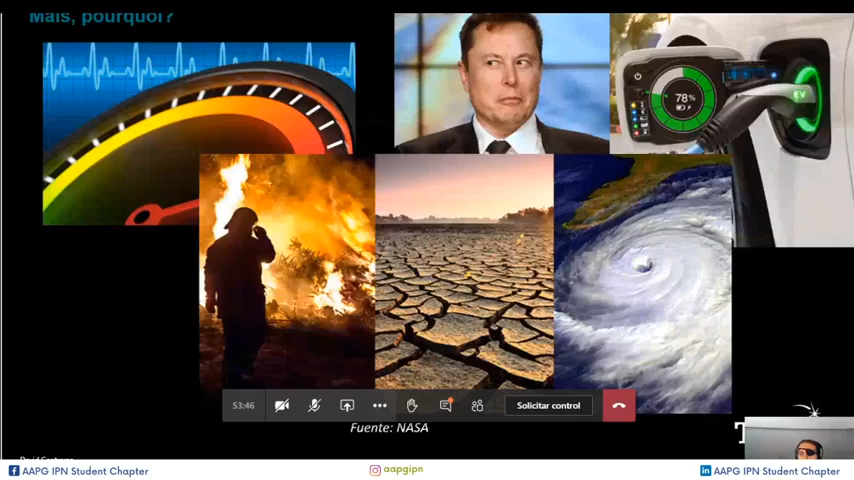 Mais, pourquoi?
78%
EV
53:46
Solicitar control
Fuente: NASA
AAPG IPN Student Chapter
aapgipn
AAPG IPN Student Chapter